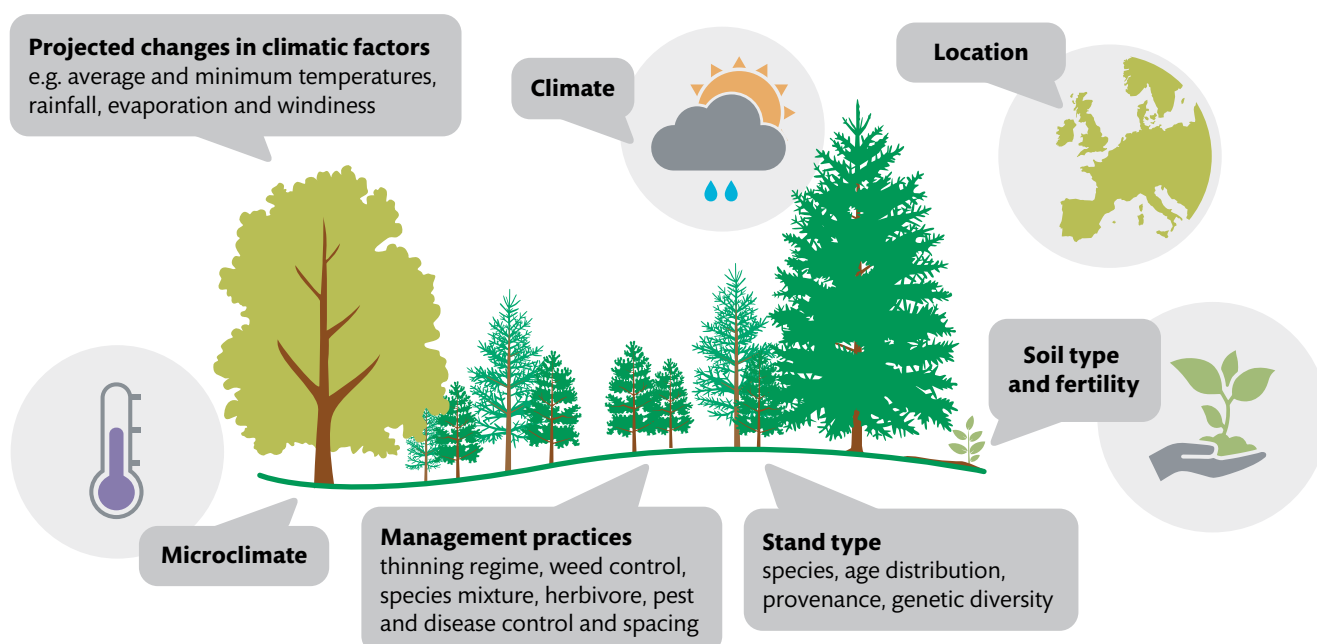 Projected changes in climatic factors
e.g. average and minimum temperatures,
rainfall, evaporation and windiness
Climate
Location
Soil type
and fertility
Microclimate
Management practices
thinning regime, weed control,
species mixture, herbivore, pest
and disease control and spacing
Stand type
species, age distribution,
provenance, genetic diversity